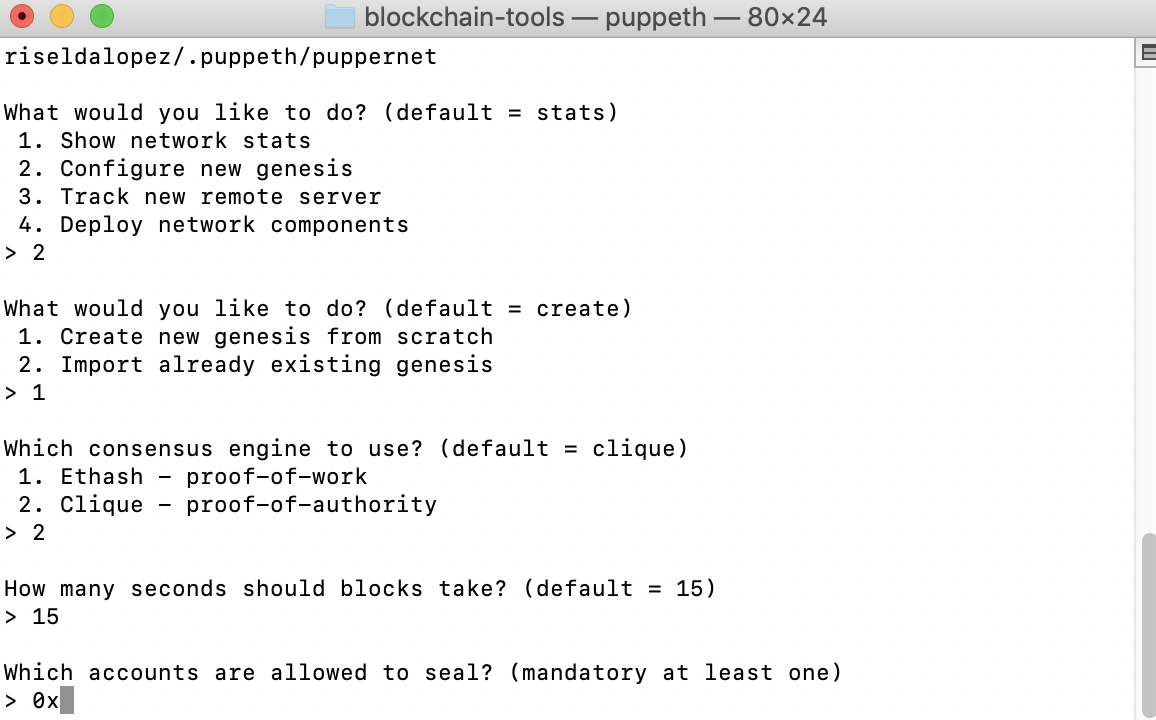 blockchain-tools — puppeth — 80×24
riseldalopez/.puppeth/puppernet
What would you like to do? (default = stats)
1. Show network stats
2. Configure new genesis
3. Track new remote server
4. Deploy network components
> 2
What would you like to do? (default = create)
1. Create new genesis from scratch
2. Import already existing genesis
> 1
Which consensus engine to use? (default = clique)
1. Ethash - proof-of-work
2. Clique - proof-of-authority
> 2
How many seconds should blocks take? (default = 15)
> 15
Which accounts are allowed to seal? (mandatory at least one)
> 0x